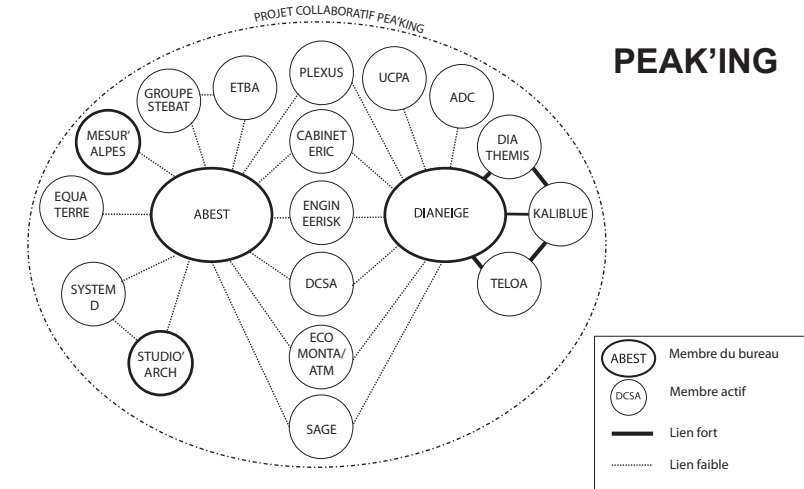 PROJET COLLABORATIF PEA'KING
PEAK'ING
PLEXUS
UCPA
ADC
GROUPE
STEBAT
ETBA
MESUR'
ALPES
CABINET
ERIC
DIA
THEMIS
EQUA
TERRE
ABEST
ENGIN
EERISK
DIANEIGE
KALIBLUE
SYSTEM
D
DCSA
TELOA
STUDIO'
ARCH
ECO
MONTA/
ATM
SAGE
ABEST
Membre du bureau
DCSA
Membre actif
Lien fort
Lien faible